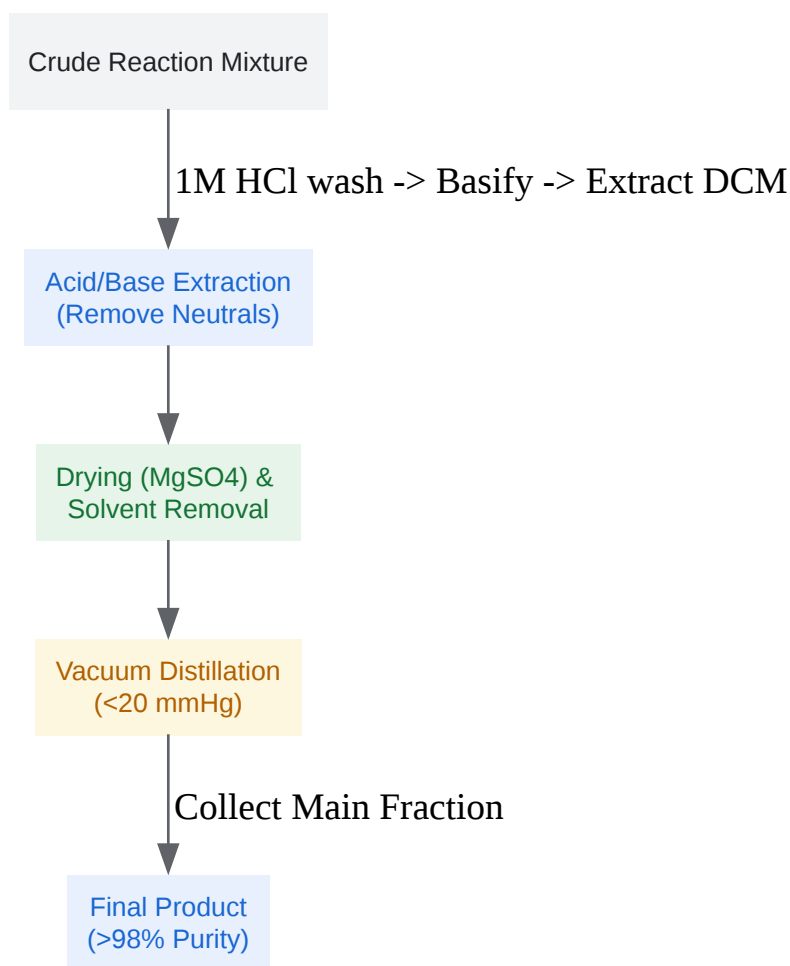 Crude Reaction Mixture
1M HCl wash -> Basify -> Extract DCM
Acid/Base Extraction
(Remove Neutrals)
Drying (MgSO4) &
Solvent Removal
Vacuum Distillation
(<20 mmHg)
Collect Main Fraction
Final Product
(>98% Purity)